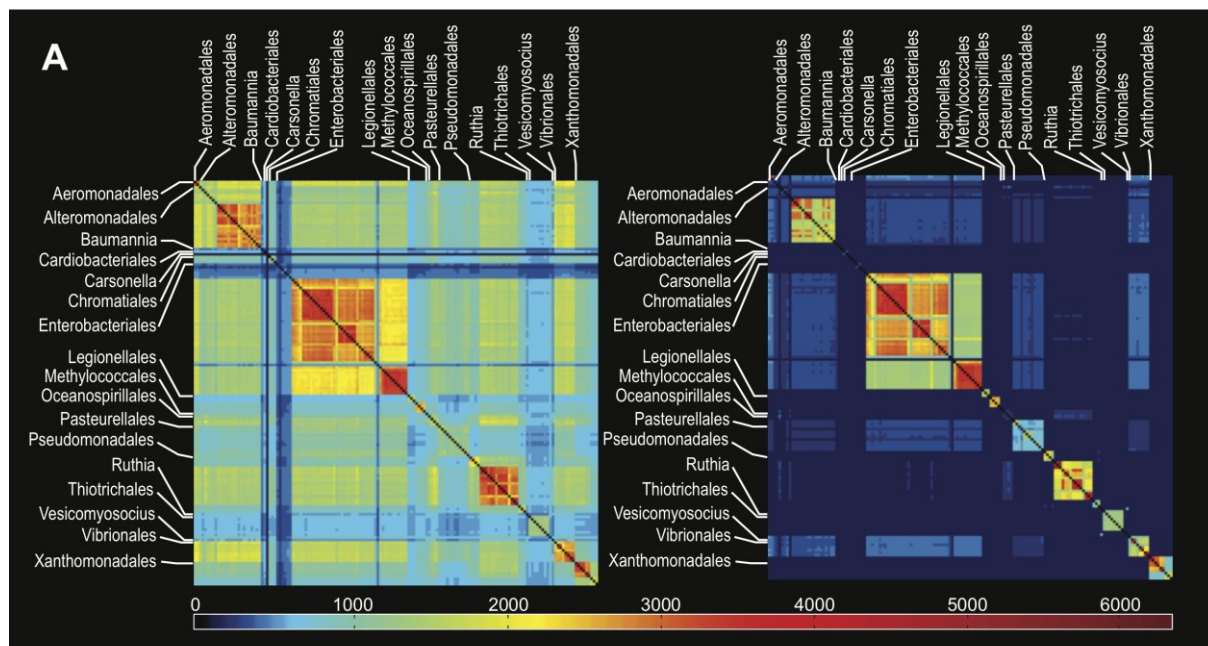 A
Aeromonadales
Alteromonadales
Baumannia
Cardiobacteriales
Carsonella
Chromatiales
Enterobacteriales
Legionellales
Methylococcales
Oceanospirillales
Pasteurellales
Pseudomonadales
Ruthia
Thiotrichales
Vesicomyosocius
Vibrionales
Xanthomonadales
Aeromonadales
Alteromonadales
Baumannia
Cardiobacteriales
Carsonella
Chromatiales
Enterobacteriales
Legionellales
Methylococcales
Oceanospirillales
Pasteurellales
Pseudomonadales
Ruthia
Thiotrichales
Vesicomyosocius
Vibrionales
Xanthomonadales
Aeromonadales
Alteromonadales
Baumannia
Cardiobacteriales
Carsonella
Chromatiales
Enterobacteriales
Legionellales
Methylococcales
Oceanospirillales
Pasteurellales
Pseudomonadales
Ruthia
Thiotrichales
Vesicomyosocius
Vibrionales
Xanthomonadales
Aeromonadales
Alteromonadales
Baumannia
Cardiobacteriales
Carsonella
Chromatiales
Enterobacteriales
Legionellales
Methylococcales
Oceanospirillales
Pasteurellales
Pseudomonadales
Ruthia
Thiotrichales
Vesicomyosocius
Vibrionales
Xanthomonadales
0 1000 2000 3000 4000 5000 6000